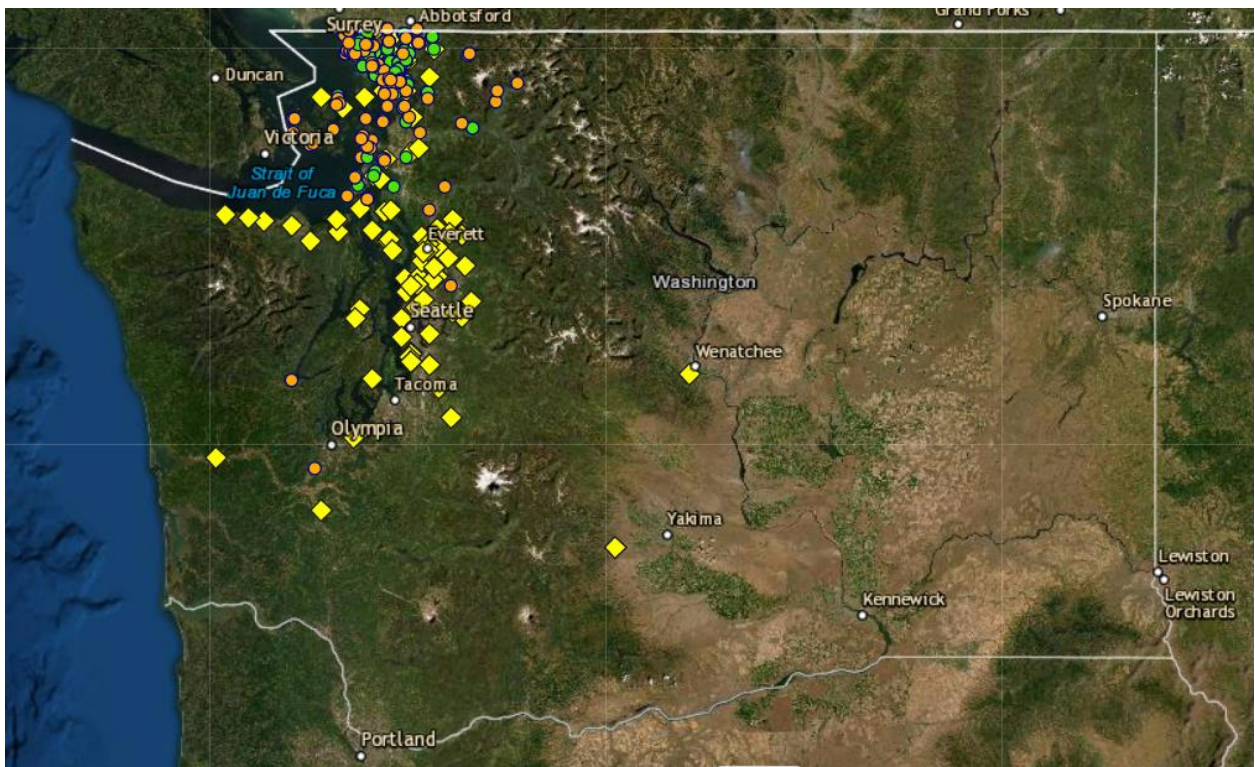 Surrey
Abbotsford
Grand Forks
Duncan
Victoria
Strait of
Juan de Fuca
Everett
Washington
Spokane
Seattle
Wenatchee
Tacoma
Olympia
Yakima
Lewiston
Lewiston
Orchards
Kennewick
Portland